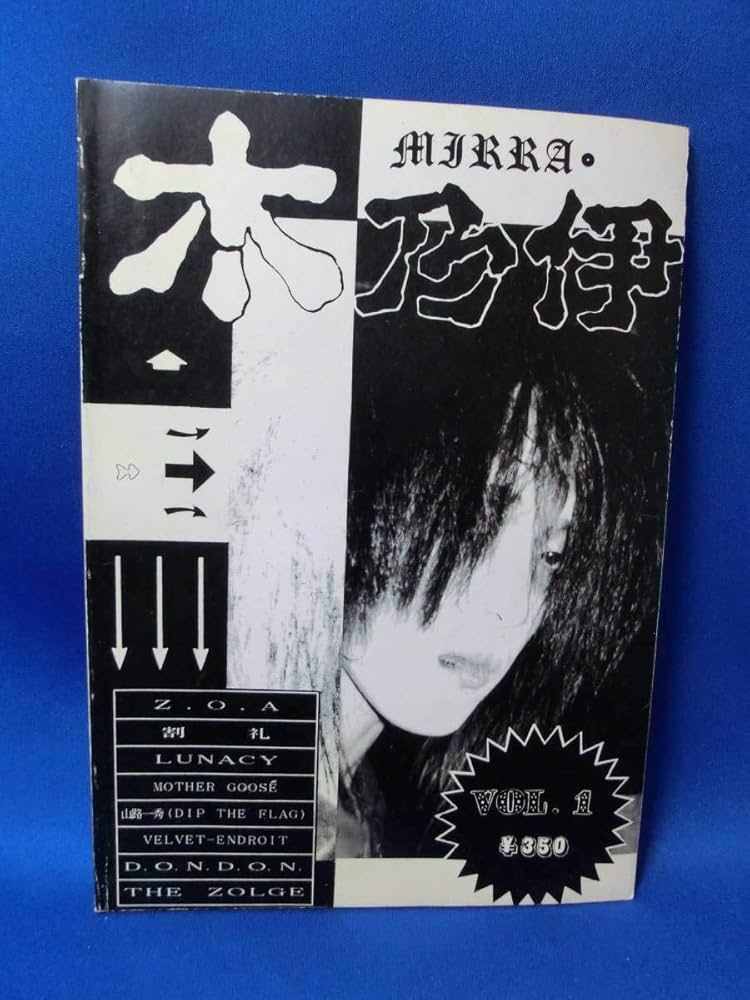 MIRRA.
木乃伊
Z.O.A
割礼
LUNACY
MOTHER GOOSÉ
山路一秀(DIP THE FLAG)
VELVET-ENDROIT
D.O.N.D.O.N.
THE ZOLGE
VOL.1
¥350